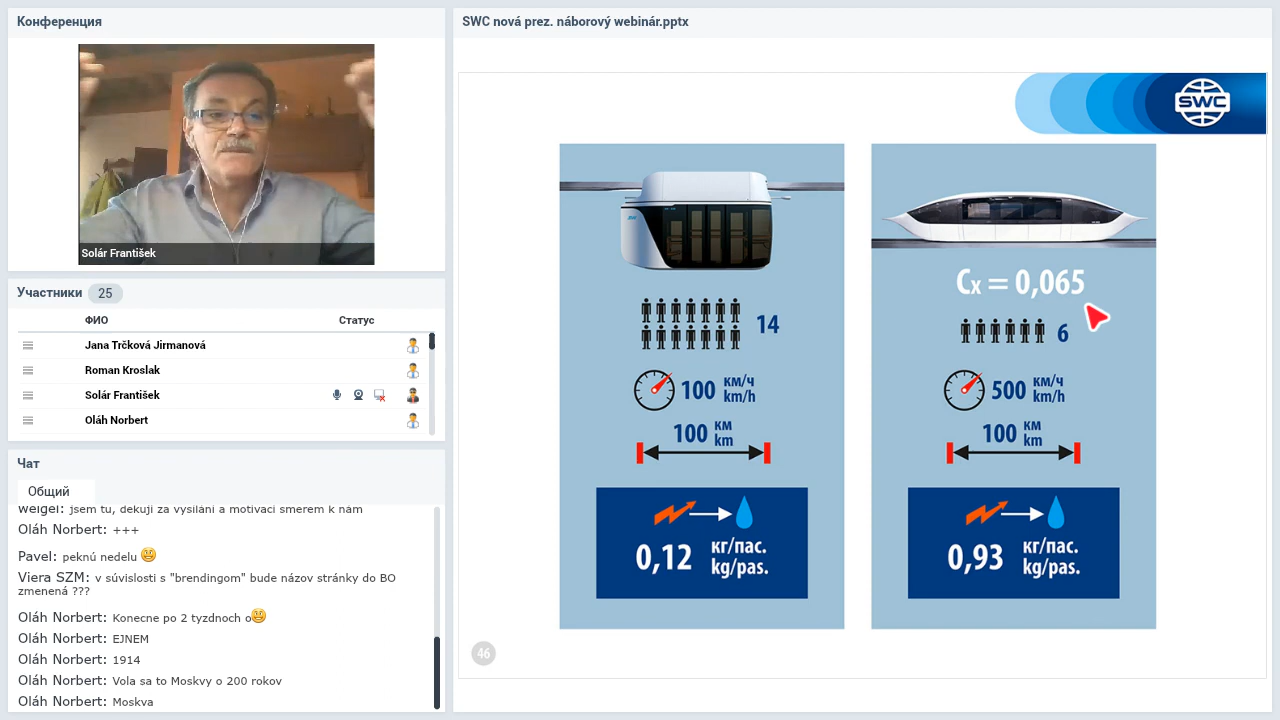 Конференция
Solár František
Участники 25
ФИО Статус
Jana Trčková Jirmanová
Roman Kroslak
Solár František
Oláh Norbert
Чат
Общий
weigel: jsem tu, dekuji za vysilani a motivaci smerem k nam
Oláh Norbert: +++
Pavel: peknú nedelu
Viera SZM: v súvislosti s "brendingom" bude názov stránky do BO
zmenená ???
Oláh Norbert: Konecne po 2 tyzdnoch o
Oláh Norbert: EJNEM
Oláh Norbert: 1914
Oláh Norbert: Vola sa to Moskvy o 200 rokov
Oláh Norbert: Moskva
SWC nová prez. náborový webinár.pptx
SWC
14
100 км/ч
km/h
100 км
km
0,12 кг/пас.
kg/pas.
Cx = 0,065
6
500 км/ч
km/h
100 км
km
0,93 кг/пас.
kg/pas.
46